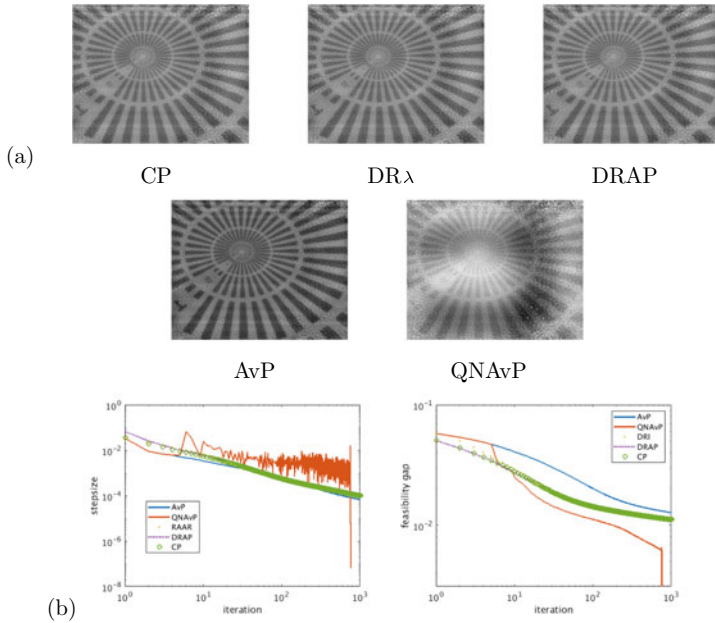 (a)
CP DRλ DRAP
AvP QNAvP
10^0
10^-2
10^-4
10^-6
10^-8
stepsize
AvP
QNAvP
RAAR
DRAP
CP
10^0 10^1 10^2 10^3
iteration
10^-1
10^-2
feasibility gap
AvP
QNAvP
DRl
DRAP
CP
10^0 10^1 10^2 10^3
iteration
(b)